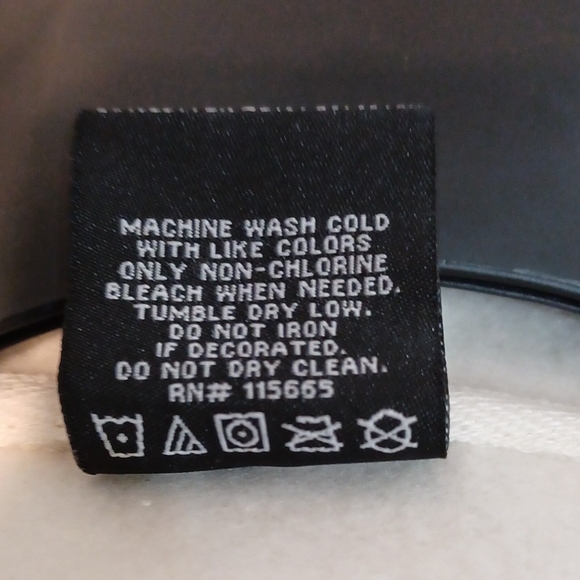 MACHINE WASH COLD
WITH LIKE COLORS
ONLY NON-CHLORINE
BLEACH WHEN NEEDED.
TUMBLE DRY LOW.
DO NOT IRON
IF DECORATED.
DO NOT DRY CLEAN.
RN# 115665